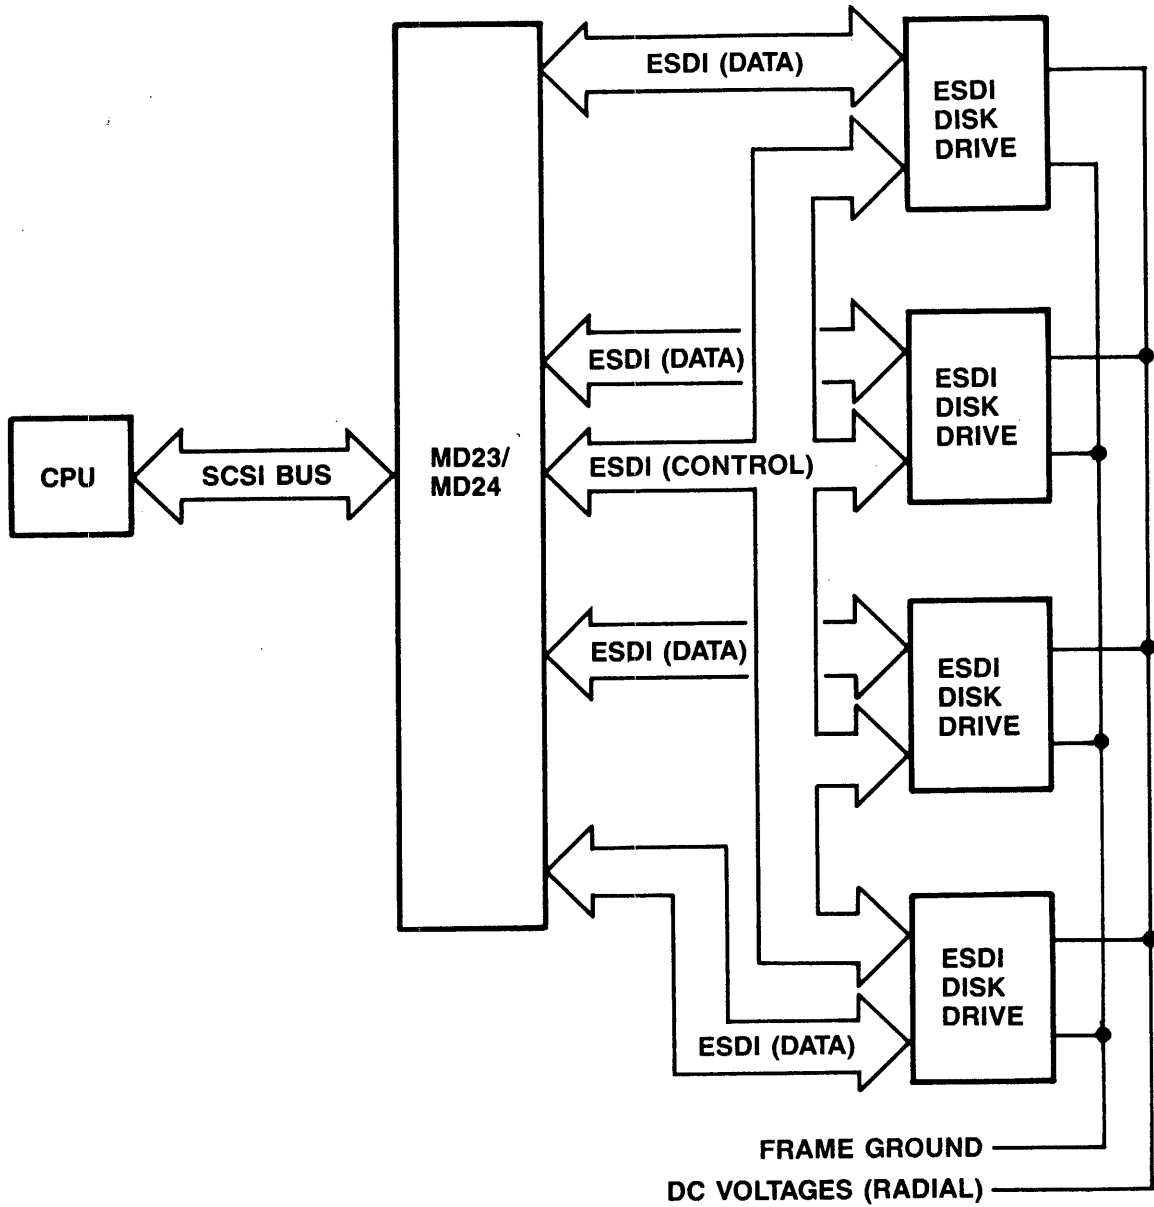 ESDI (DATA)
ESDI
DISK
DRIVE
ESDI (DATA)
ESDI
DISK
DRIVE
CPU
SCSI BUS
MD23/
MD24
ESDI (CONTROL)
ESDI (DATA)
ESDI
DISK
DRIVE
ESDI
DISK
DRIVE
ESDI (DATA)
FRAME GROUND
DC VOLTAGES (RADIAL)